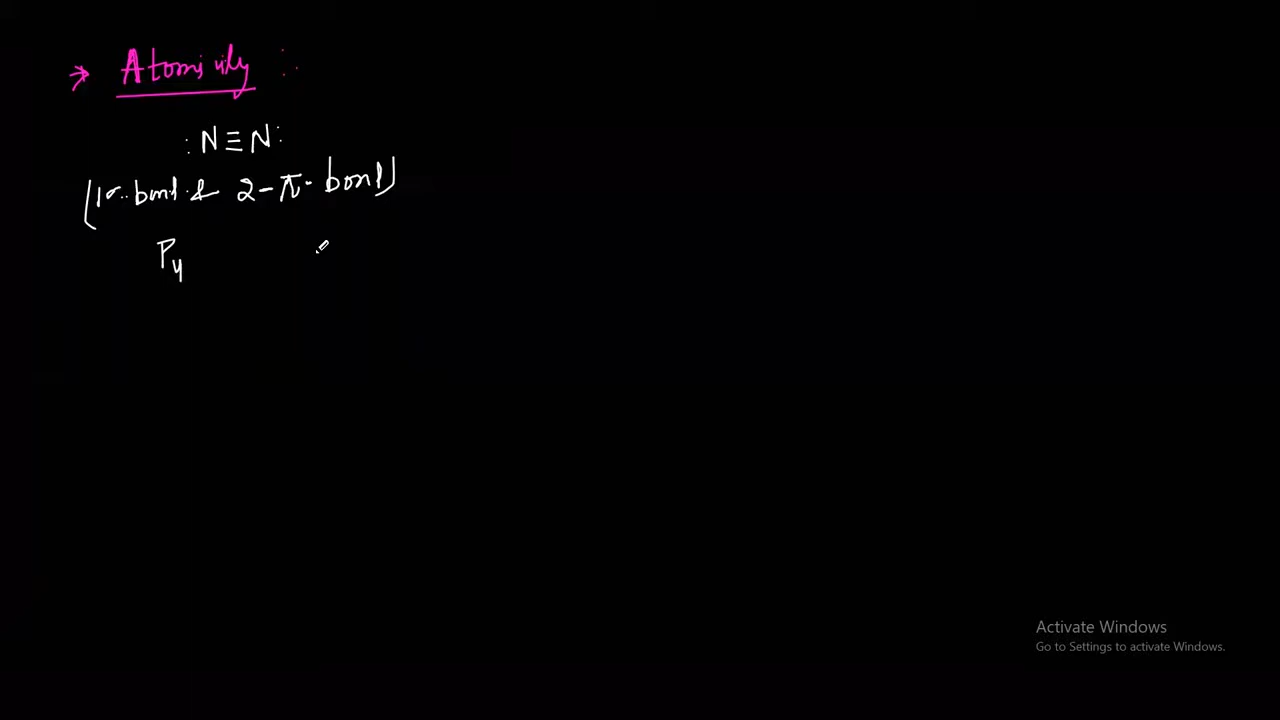 → Atomicity :
:N≡N:
(1σ-bond & 2-π-bond)
P₄
Activate Windows
Go to Settings to activate Windows.